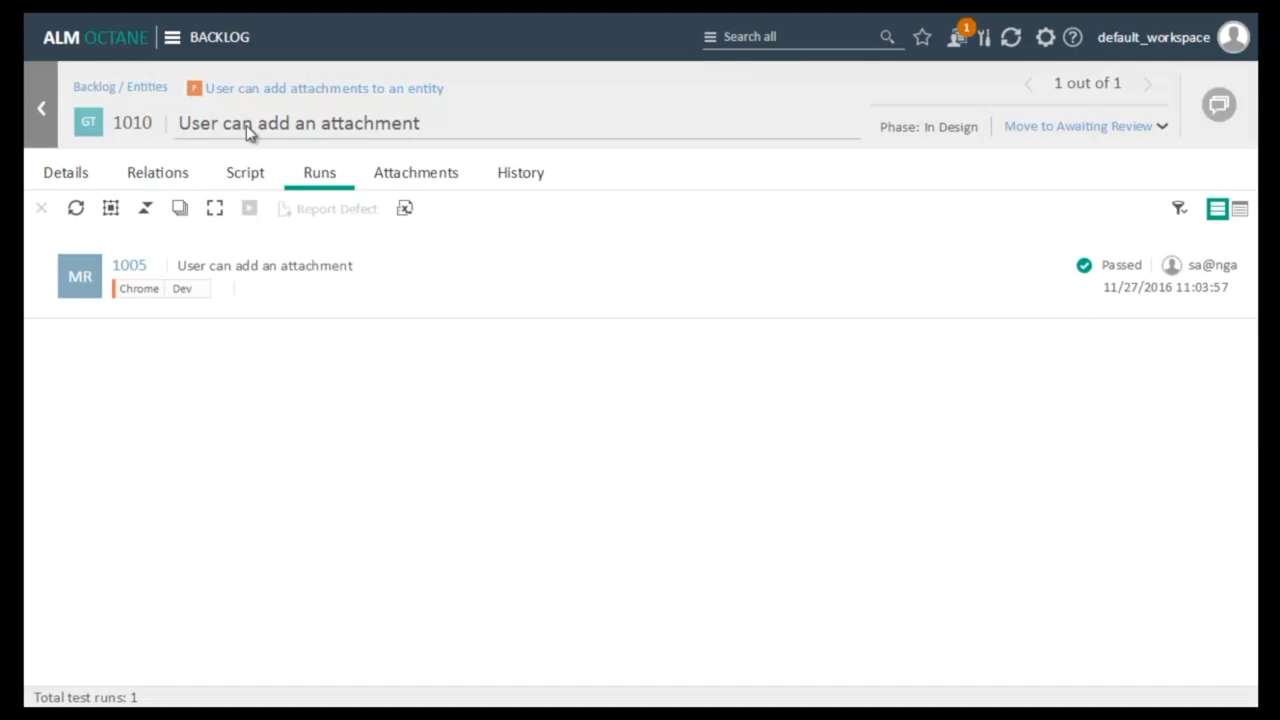 ALM OCTANE BACKLOG Search all 1 default_workspace
Backlog / Entities F User can add attachments to an entity 1 out of 1
GT 1010 User can add an attachment Phase: In Design Move to Awaiting Review
Details Relations Script Runs Attachments History
Report Defect
MR 1005 User can add an attachment Passed sa@nga
Chrome Dev 11/27/2016 11:03:57
Total test runs: 1